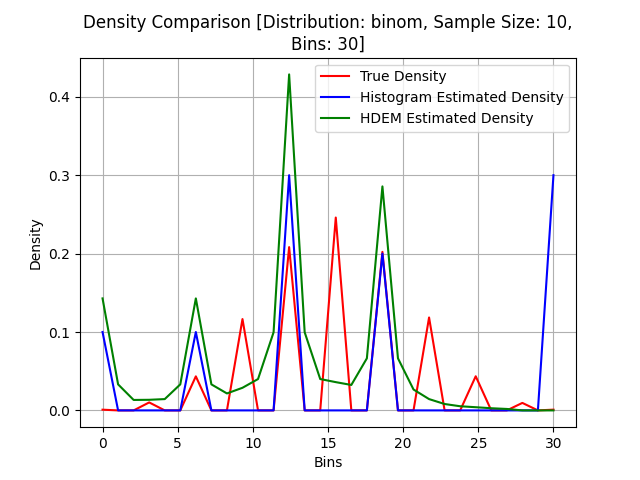 Density Comparison [Distribution: binom, Sample Size: 10,
Bins: 30]
True Density
Histogram Estimated Density
HDEM Estimated Density
Density
0.4
0.3
0.2
0.1
0.0
0 5 10 15 20 25 30
Bins